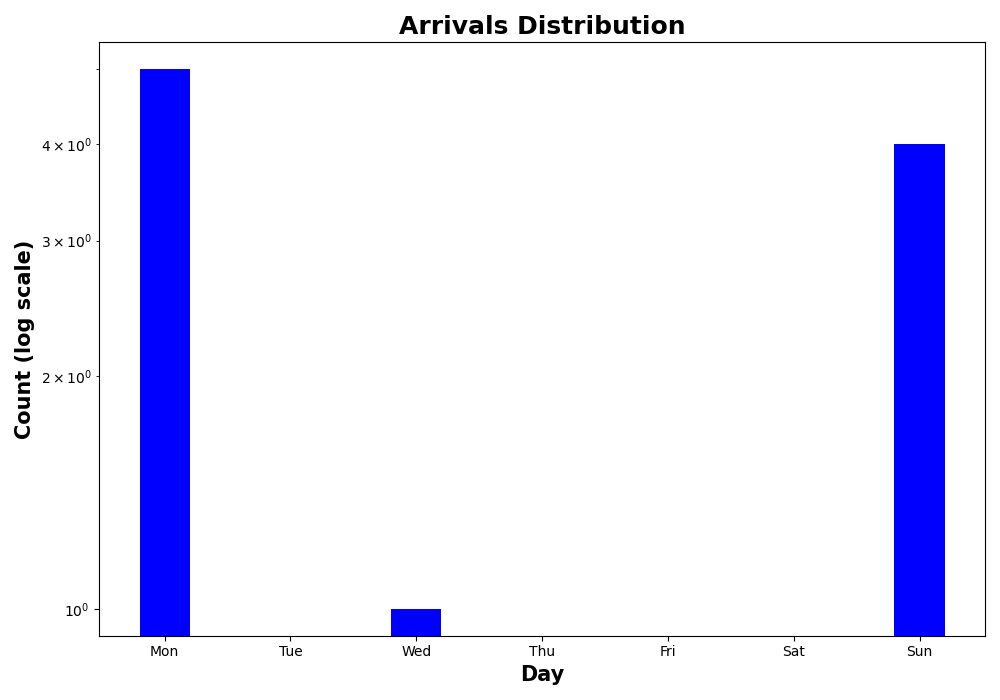 Arrivals Distribution
Count (log scale)
4 × 10⁰
3 × 10⁰
2 × 10⁰
10⁰
Mon Tue Wed Thu Fri Sat Sun
Day